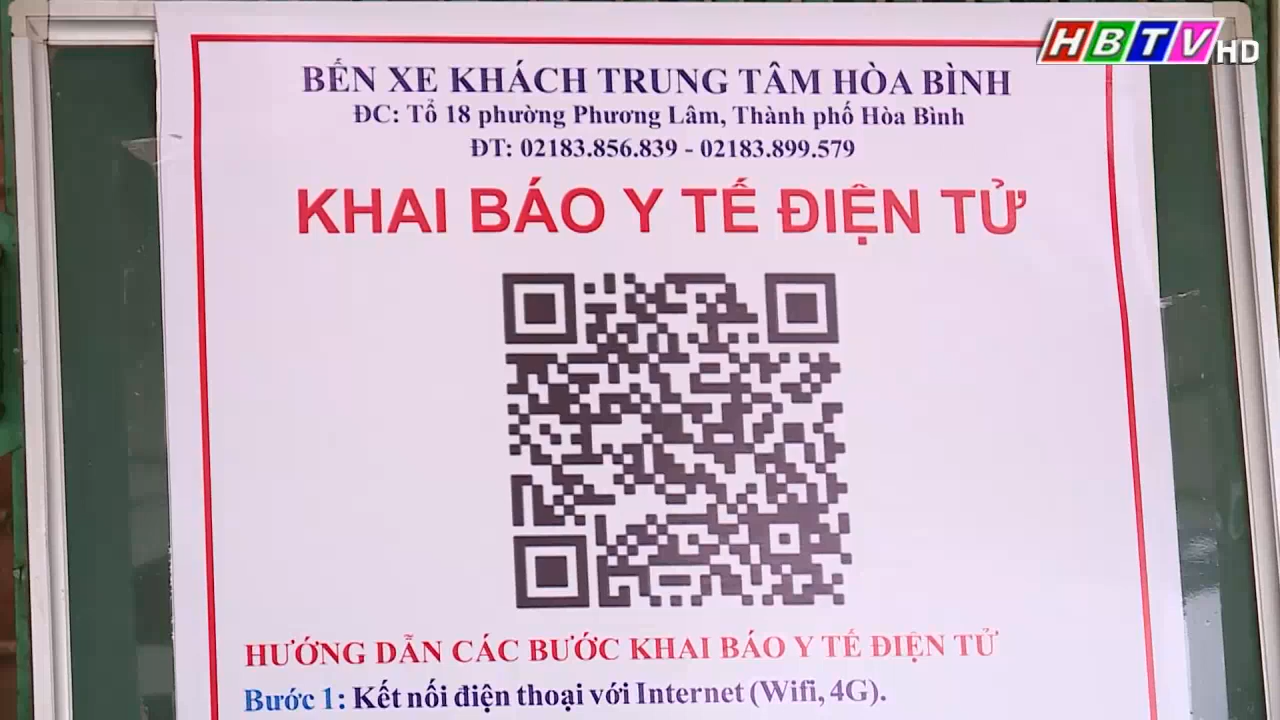 HBTV HD
BẾN XE KHÁCH TRUNG TÂM HÒA BÌNH
ĐC: Tổ 18 phường Phương Lâm, Thành phố Hòa Bình
ĐT: 02183.856.839 - 02183.899.579
KHAI BÁO Y TẾ ĐIỆN TỬ
HƯỚNG DẪN CÁC BƯỚC KHAI BÁO Y TẾ ĐIỆN TỬ
Bước 1: Kết nối điện thoại với Internet (Wifi, 4G).